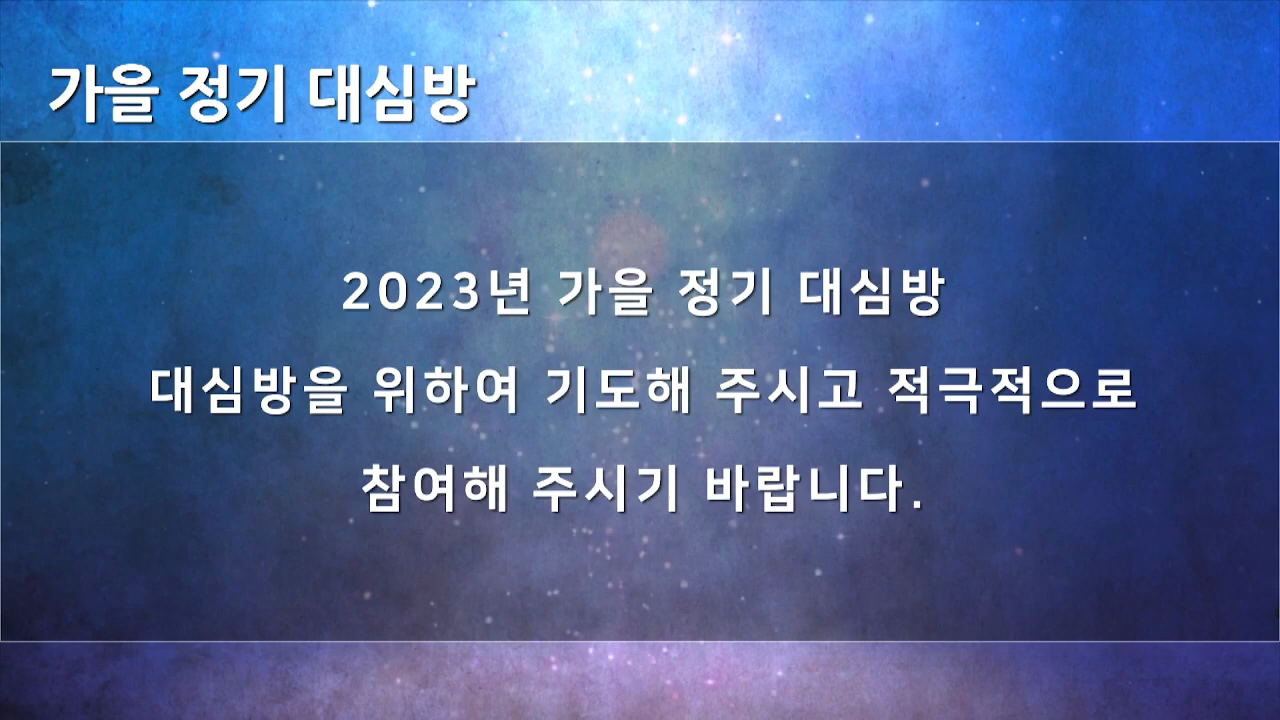 가을 정기 대심방
2023년 가을 정기 대심방
대심방을 위하여 기도해 주시고 적극적으로
참여해 주시기 바랍니다.